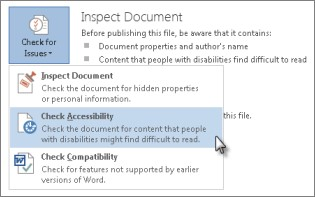 Inspect Document
Before publishing this file, be aware that it contains:
Document properties and author's name
Content that people with disabilities find difficult to read
Check for
Issues
Inspect Document
Check the document for hidden properties
or personal information.
this file.
Check Accessibility
Check the document for content that people
with disabilities might find difficult to read.
Check Compatibility
Check for features not supported by earlier
versions of Word.